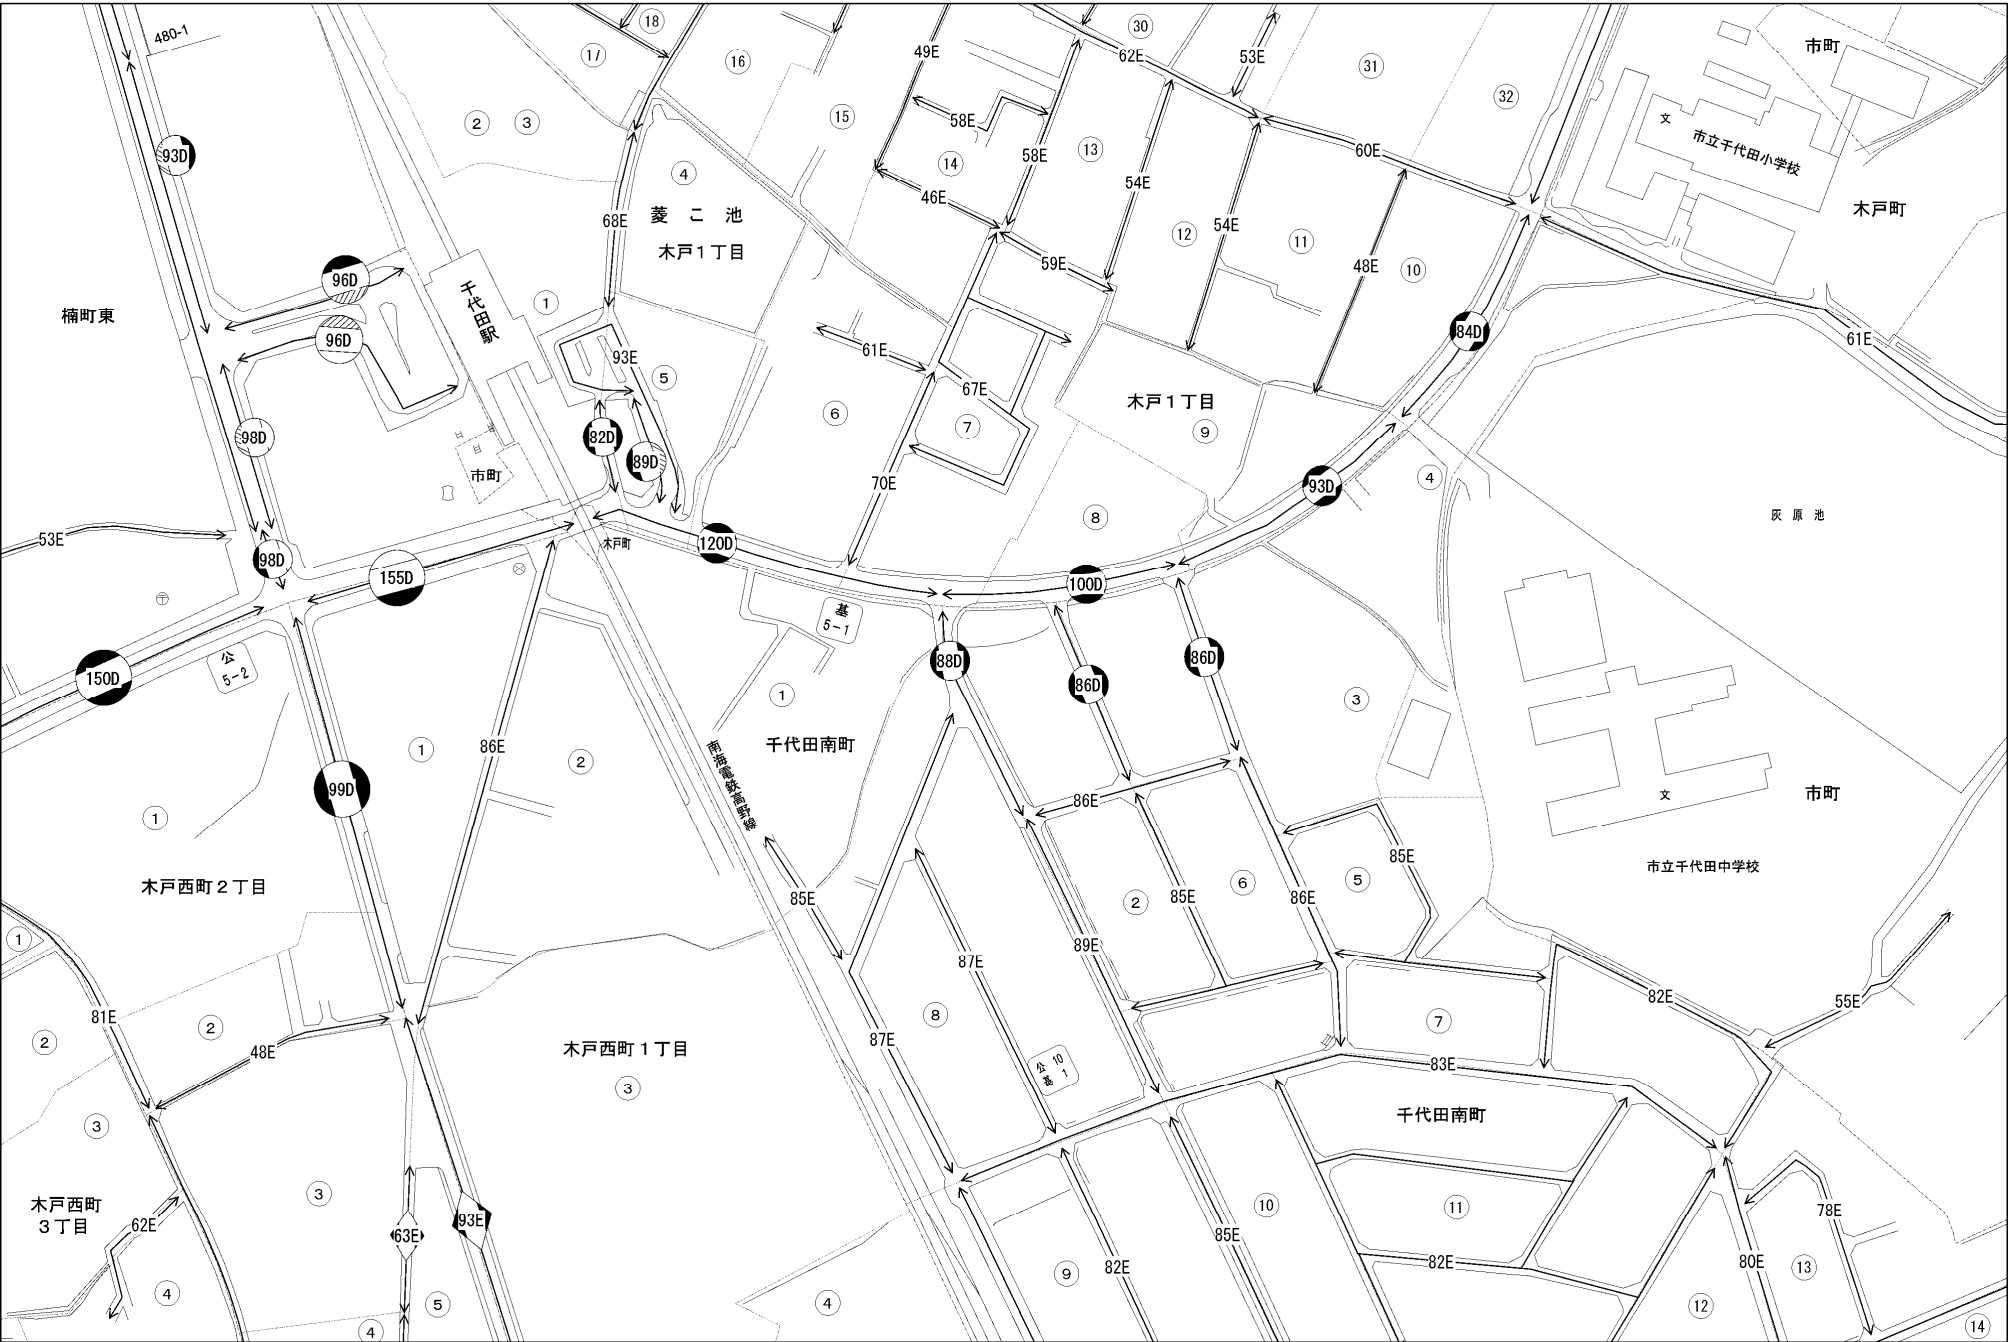 480-1
18
17
16
49E
30
62E
53E
31
32
市町
2
3
15
58E
13
60E
文
市立千代田小学校
93D
14
58E
4
菱こ池
木戸1丁目
68E
46E
54E
12
54E
11
48E
10
木戸町
96D
千代田駅
1
59E
楠町東
96D
93E
5
61E
67E
84D
61E
6
7
木戸1丁目
9
98D
82D
89D
市町
70E
93D
4
8
灰原池
53E
98D
155D
木戸町
120D
100D
基
5-1
公
5-2
150D
88D
86D
86D
1
3
千代田南町
南海電鉄高野線
1
86E
2
99D
86E
1
文
市町
市立千代田中学校
木戸西町2丁目
85E
85E
6
86E
85E
5
2
1
89E
87E
81E
2
2
48E
87E
8
82E
55E
7
木戸西町1丁目
3
公 10
基 1
83E
千代田南町
3
木戸西町
3丁目
3
62E
63E
93E
10
11
78E
85E
82E
82E
80E
9
13
4
5
4
4
12
14